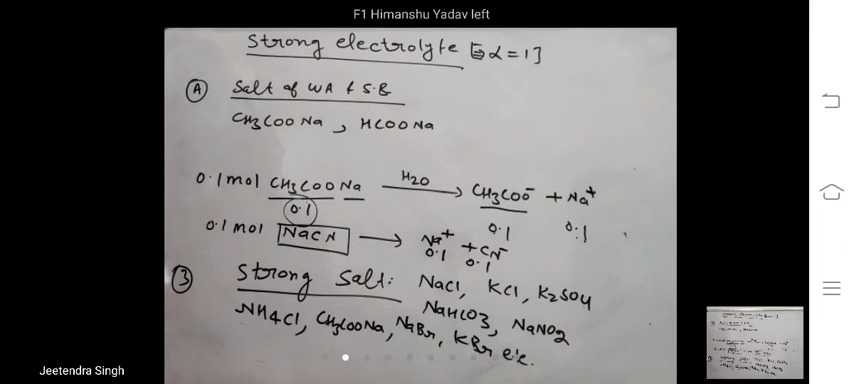 F1 Himanshu Yadav left
Strong electrolyte [⇒ α = 1]
(A) Salt of WA & S.B
CH3COONa, HCOONa
0.1 mol CH3COONa —H2O→ CH3COO⁻ + Na⁺
0.1 0.1 0.1
0.1 mol NaCN → Na⁺ + CN⁻
0.1 0.1
(3) Strong Salt: NaCl, KCl, K2SO4
NaHCO3, NaNO2
NH4Cl, CH3COONa, NaBr, KBr etc.
Jeetendra Singh